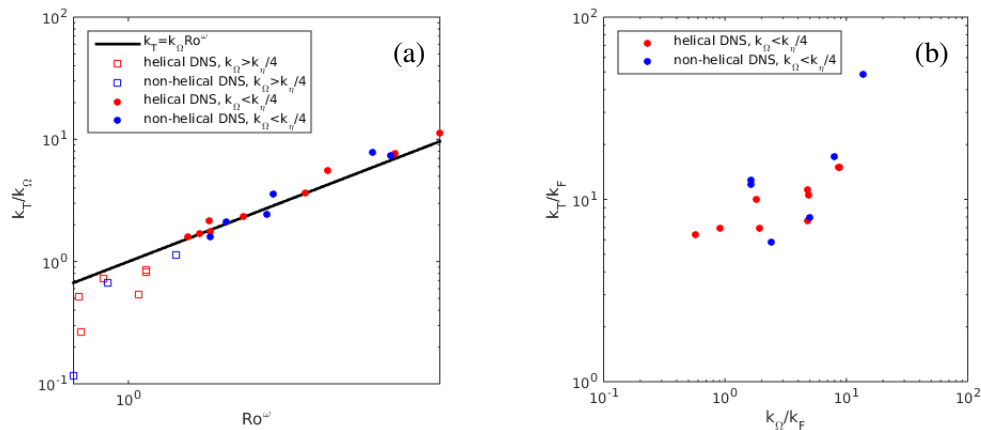 (a)
k_T=k_ΩRo^ω
helical DNS, k_Ω>k_η/4
non-helical DNS, k_Ω>k_η/4
helical DNS, k_Ω<k_η/4
non-helical DNS, k_Ω<k_η/4
10^2
10^1
10^0
10^-1
k_T/k_Ω
10^0
Ro^ω
(b)
helical DNS, k_Ω<k_η/4
non-helical DNS, k_Ω<k_η/4
10^2
10^1
10^0
k_T/k_F
10^-1
10^0
10^1
10^2
k_Ω/k_F